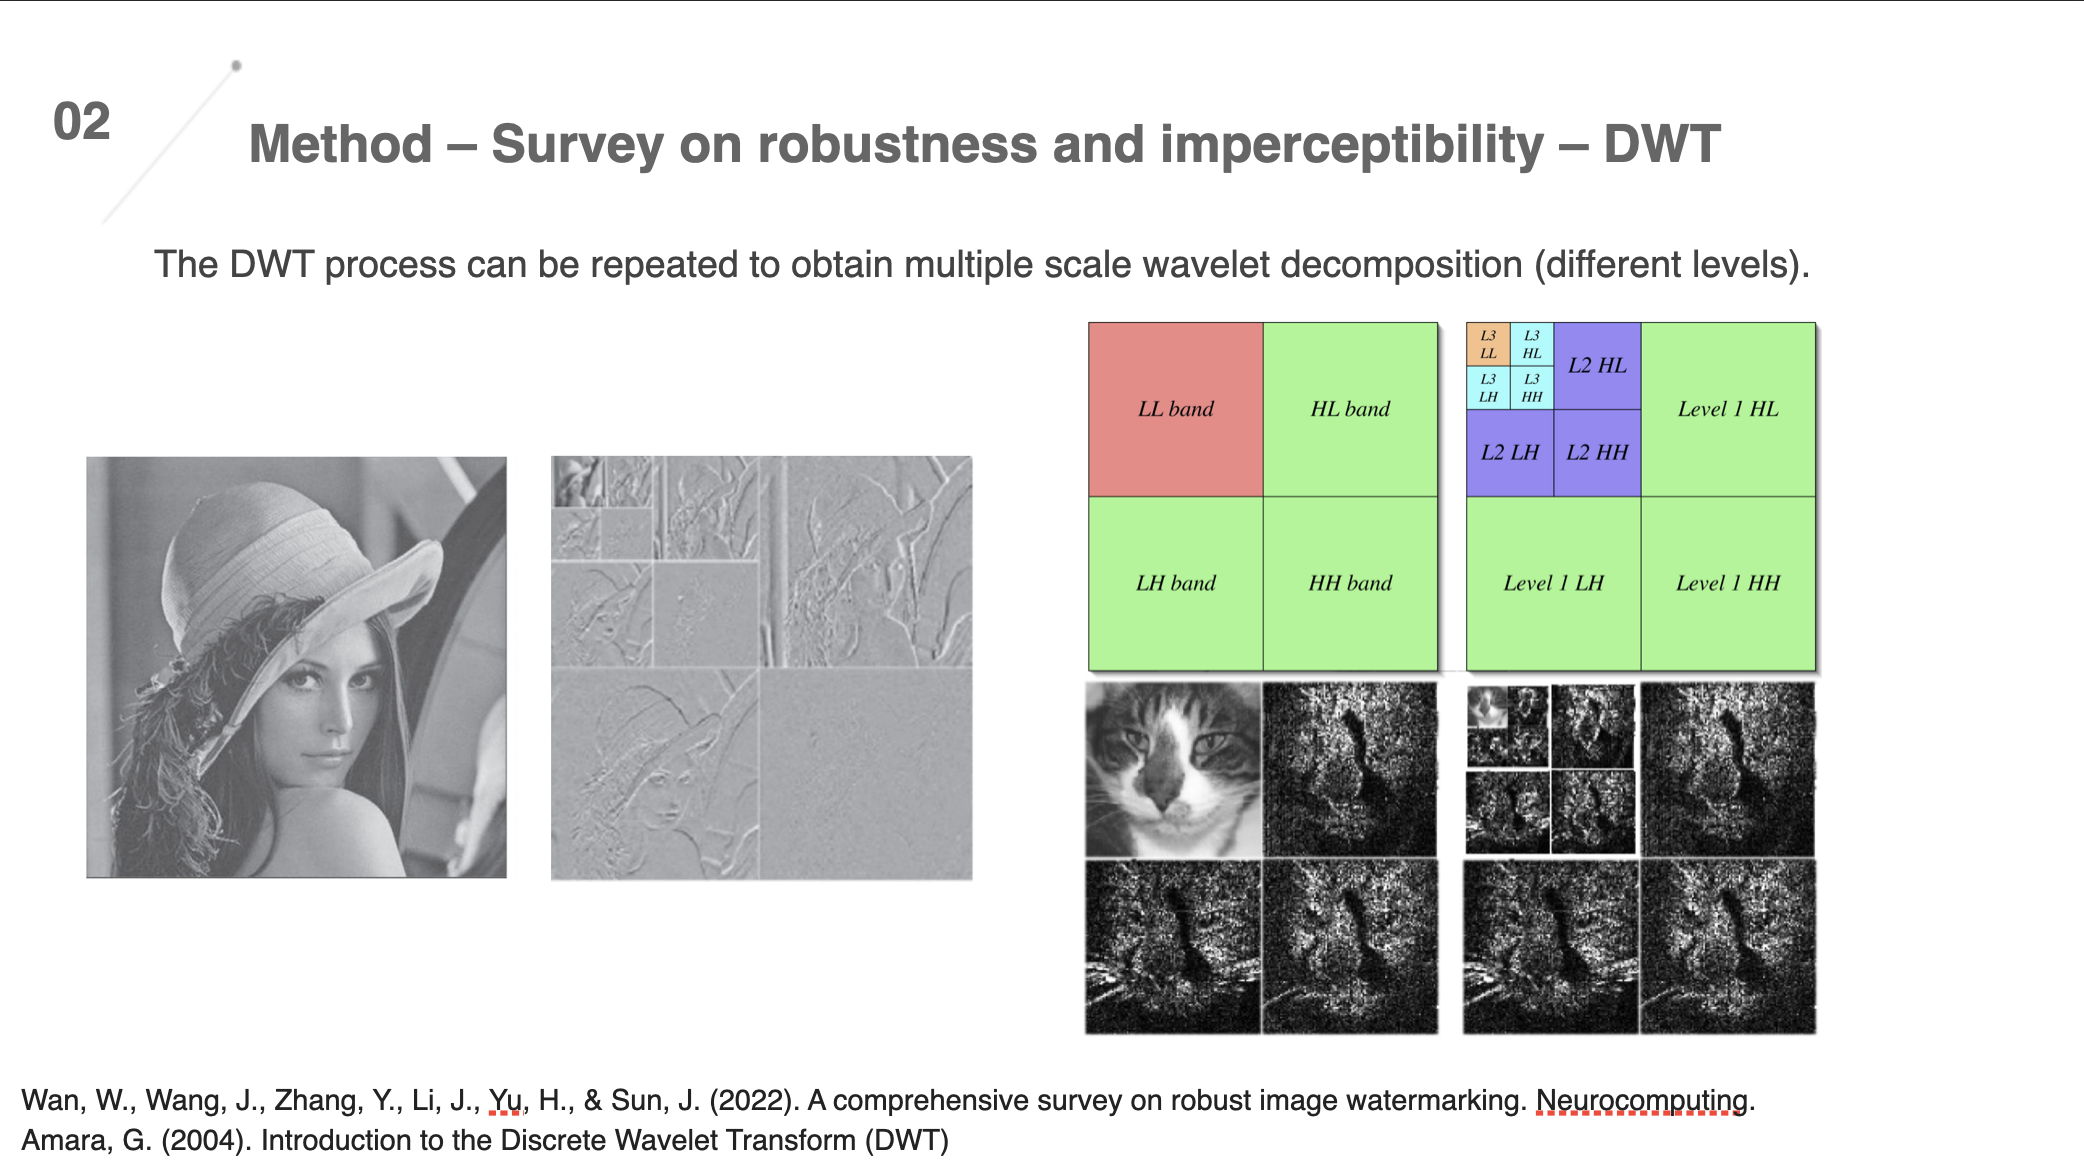 02
Method – Survey on robustness and imperceptibility – DWT
The DWT process can be repeated to obtain multiple scale wavelet decomposition (different levels).
LL band
HL band
LH band
HH band
L3
LL
L3
HL
L3
LH
L3
HH
L2 HL
L2 LH
L2 HH
Level 1 HL
Level 1 LH
Level 1 HH
Wan, W., Wang, J., Zhang, Y., Li, J., Yu, H., & Sun, J. (2022). A comprehensive survey on robust image watermarking. Neurocomputing.
Amara, G. (2004). Introduction to the Discrete Wavelet Transform (DWT)